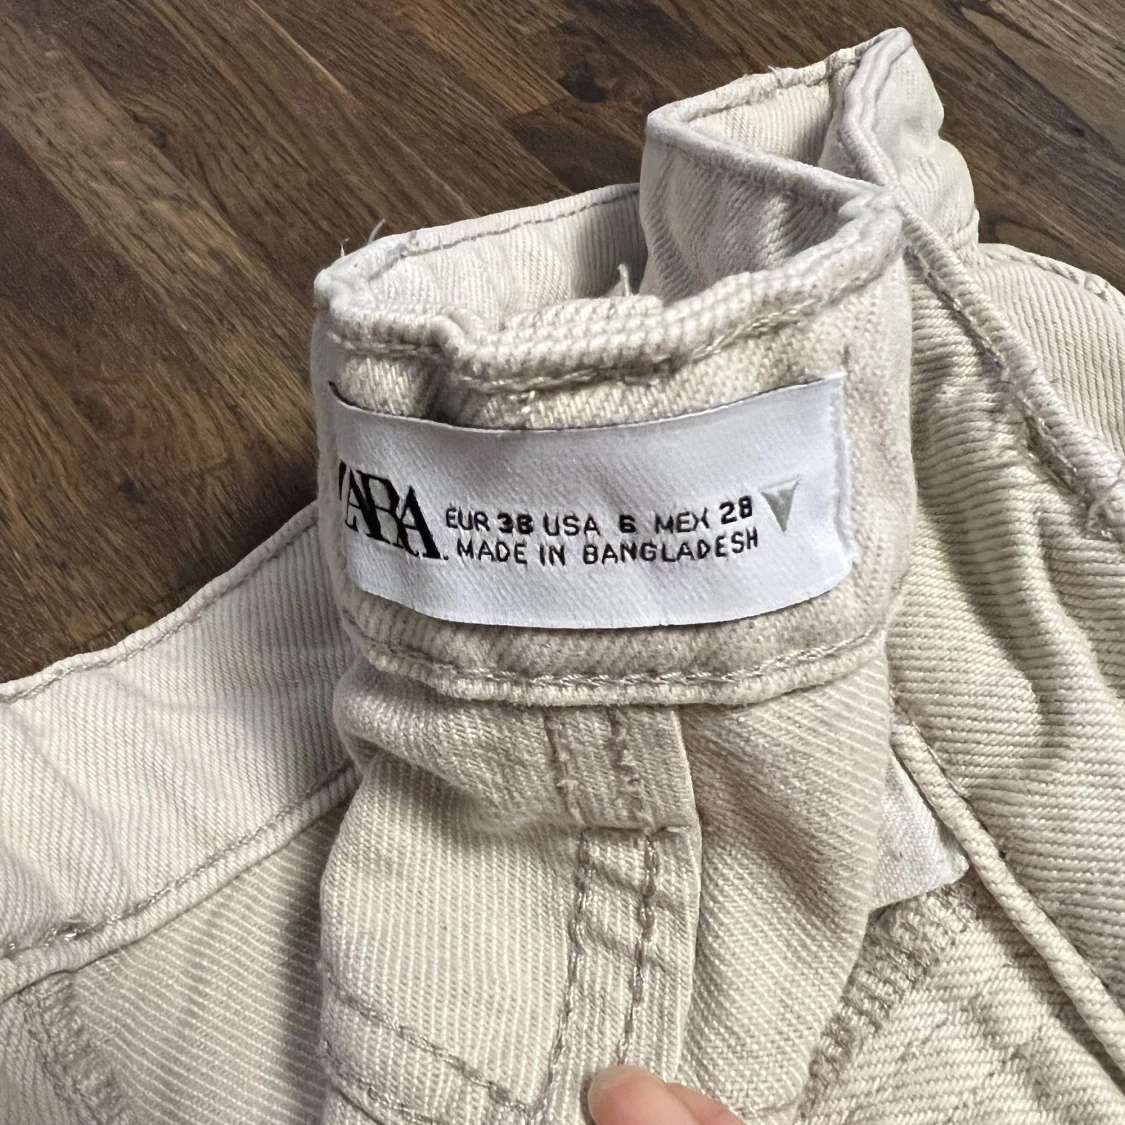 ZARA
EUR 38 USA 6 MEX 28
MADE IN BANGLADESH